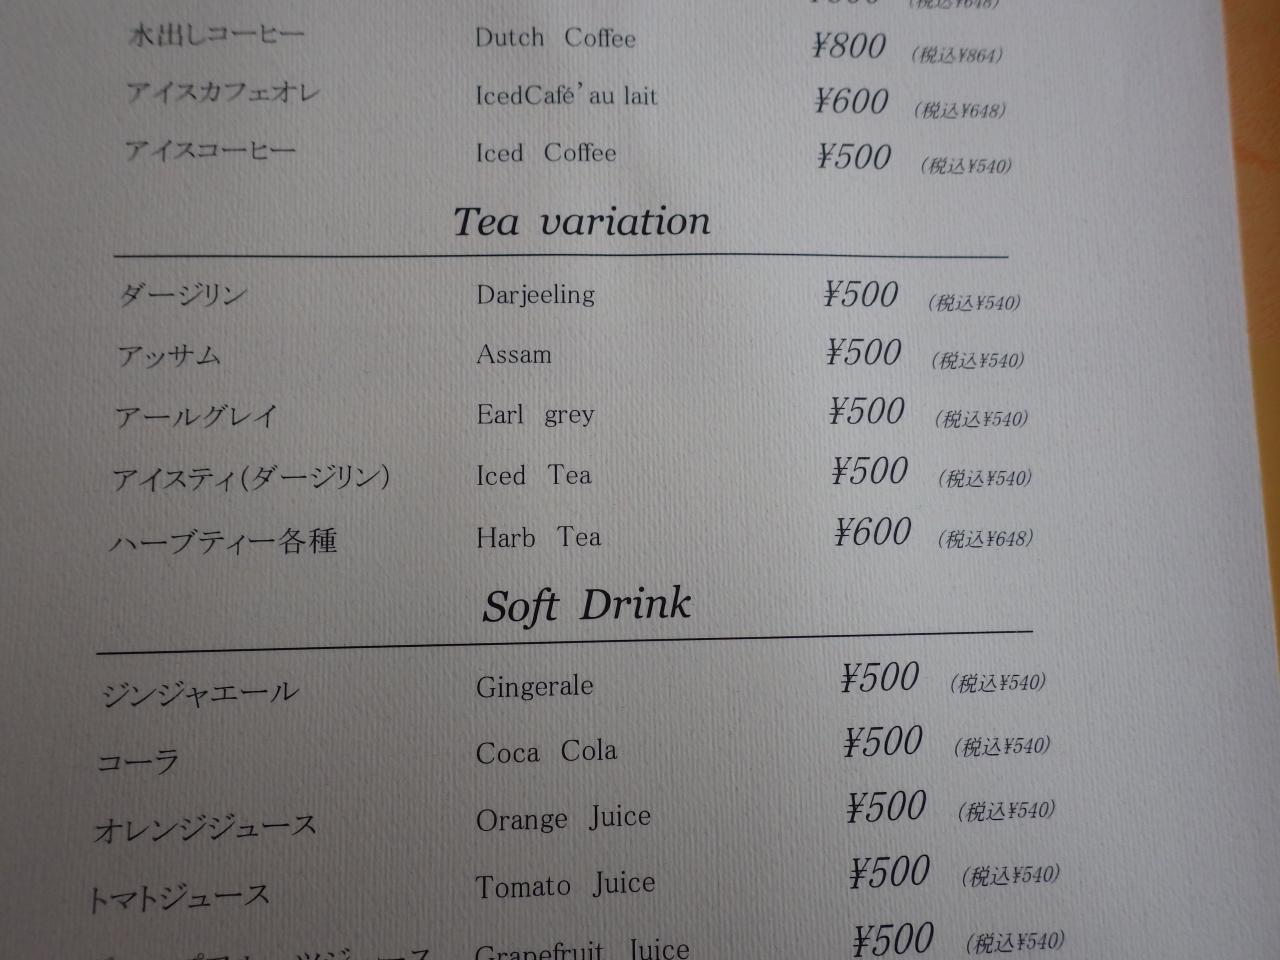 (税込¥648)
水出しコーヒー Dutch Coffee ¥800 (税込¥864)
アイスカフェオレ IcedCafé’au lait ¥600 (税込¥648)
アイスコーヒー Iced Coffee ¥500 (税込¥540)
Tea variation
ダージリン Darjeeling ¥500 (税込¥540)
アッサム Assam ¥500 (税込¥540)
アールグレイ Earl grey ¥500 (税込¥540)
アイスティ(ダージリン) Iced Tea ¥500 (税込¥540)
ハーブティー各種 Harb Tea ¥600 (税込¥648)
Soft Drink
ジンジャエール Gingerale ¥500 (税込¥540)
コーラ Coca Cola ¥500 (税込¥540)
オレンジジュース Orange Juice ¥500 (税込¥540)
トマトジュース Tomato Juice ¥500 (税込¥540)
Grapefruit Juice ¥500 (税込¥540)